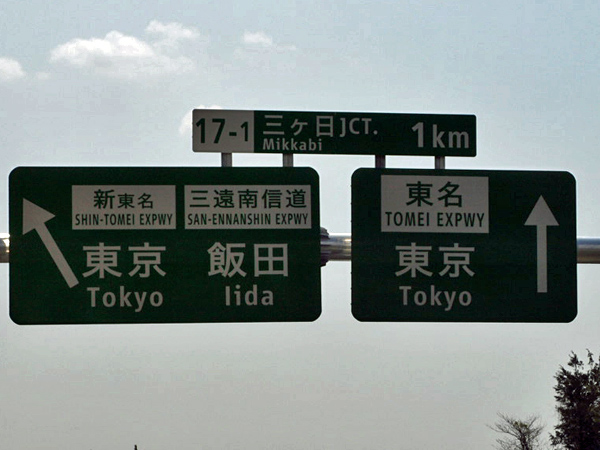 17-1 三ヶ日JCT. 1km
Mikkabi
新東名 三遠南信道
SHIN-TOMEI EXPWY SAN-ENNANSHIN EXPWY
東京 飯田
Tokyo Iida
東名
TOMEI EXPWY
東京
Tokyo